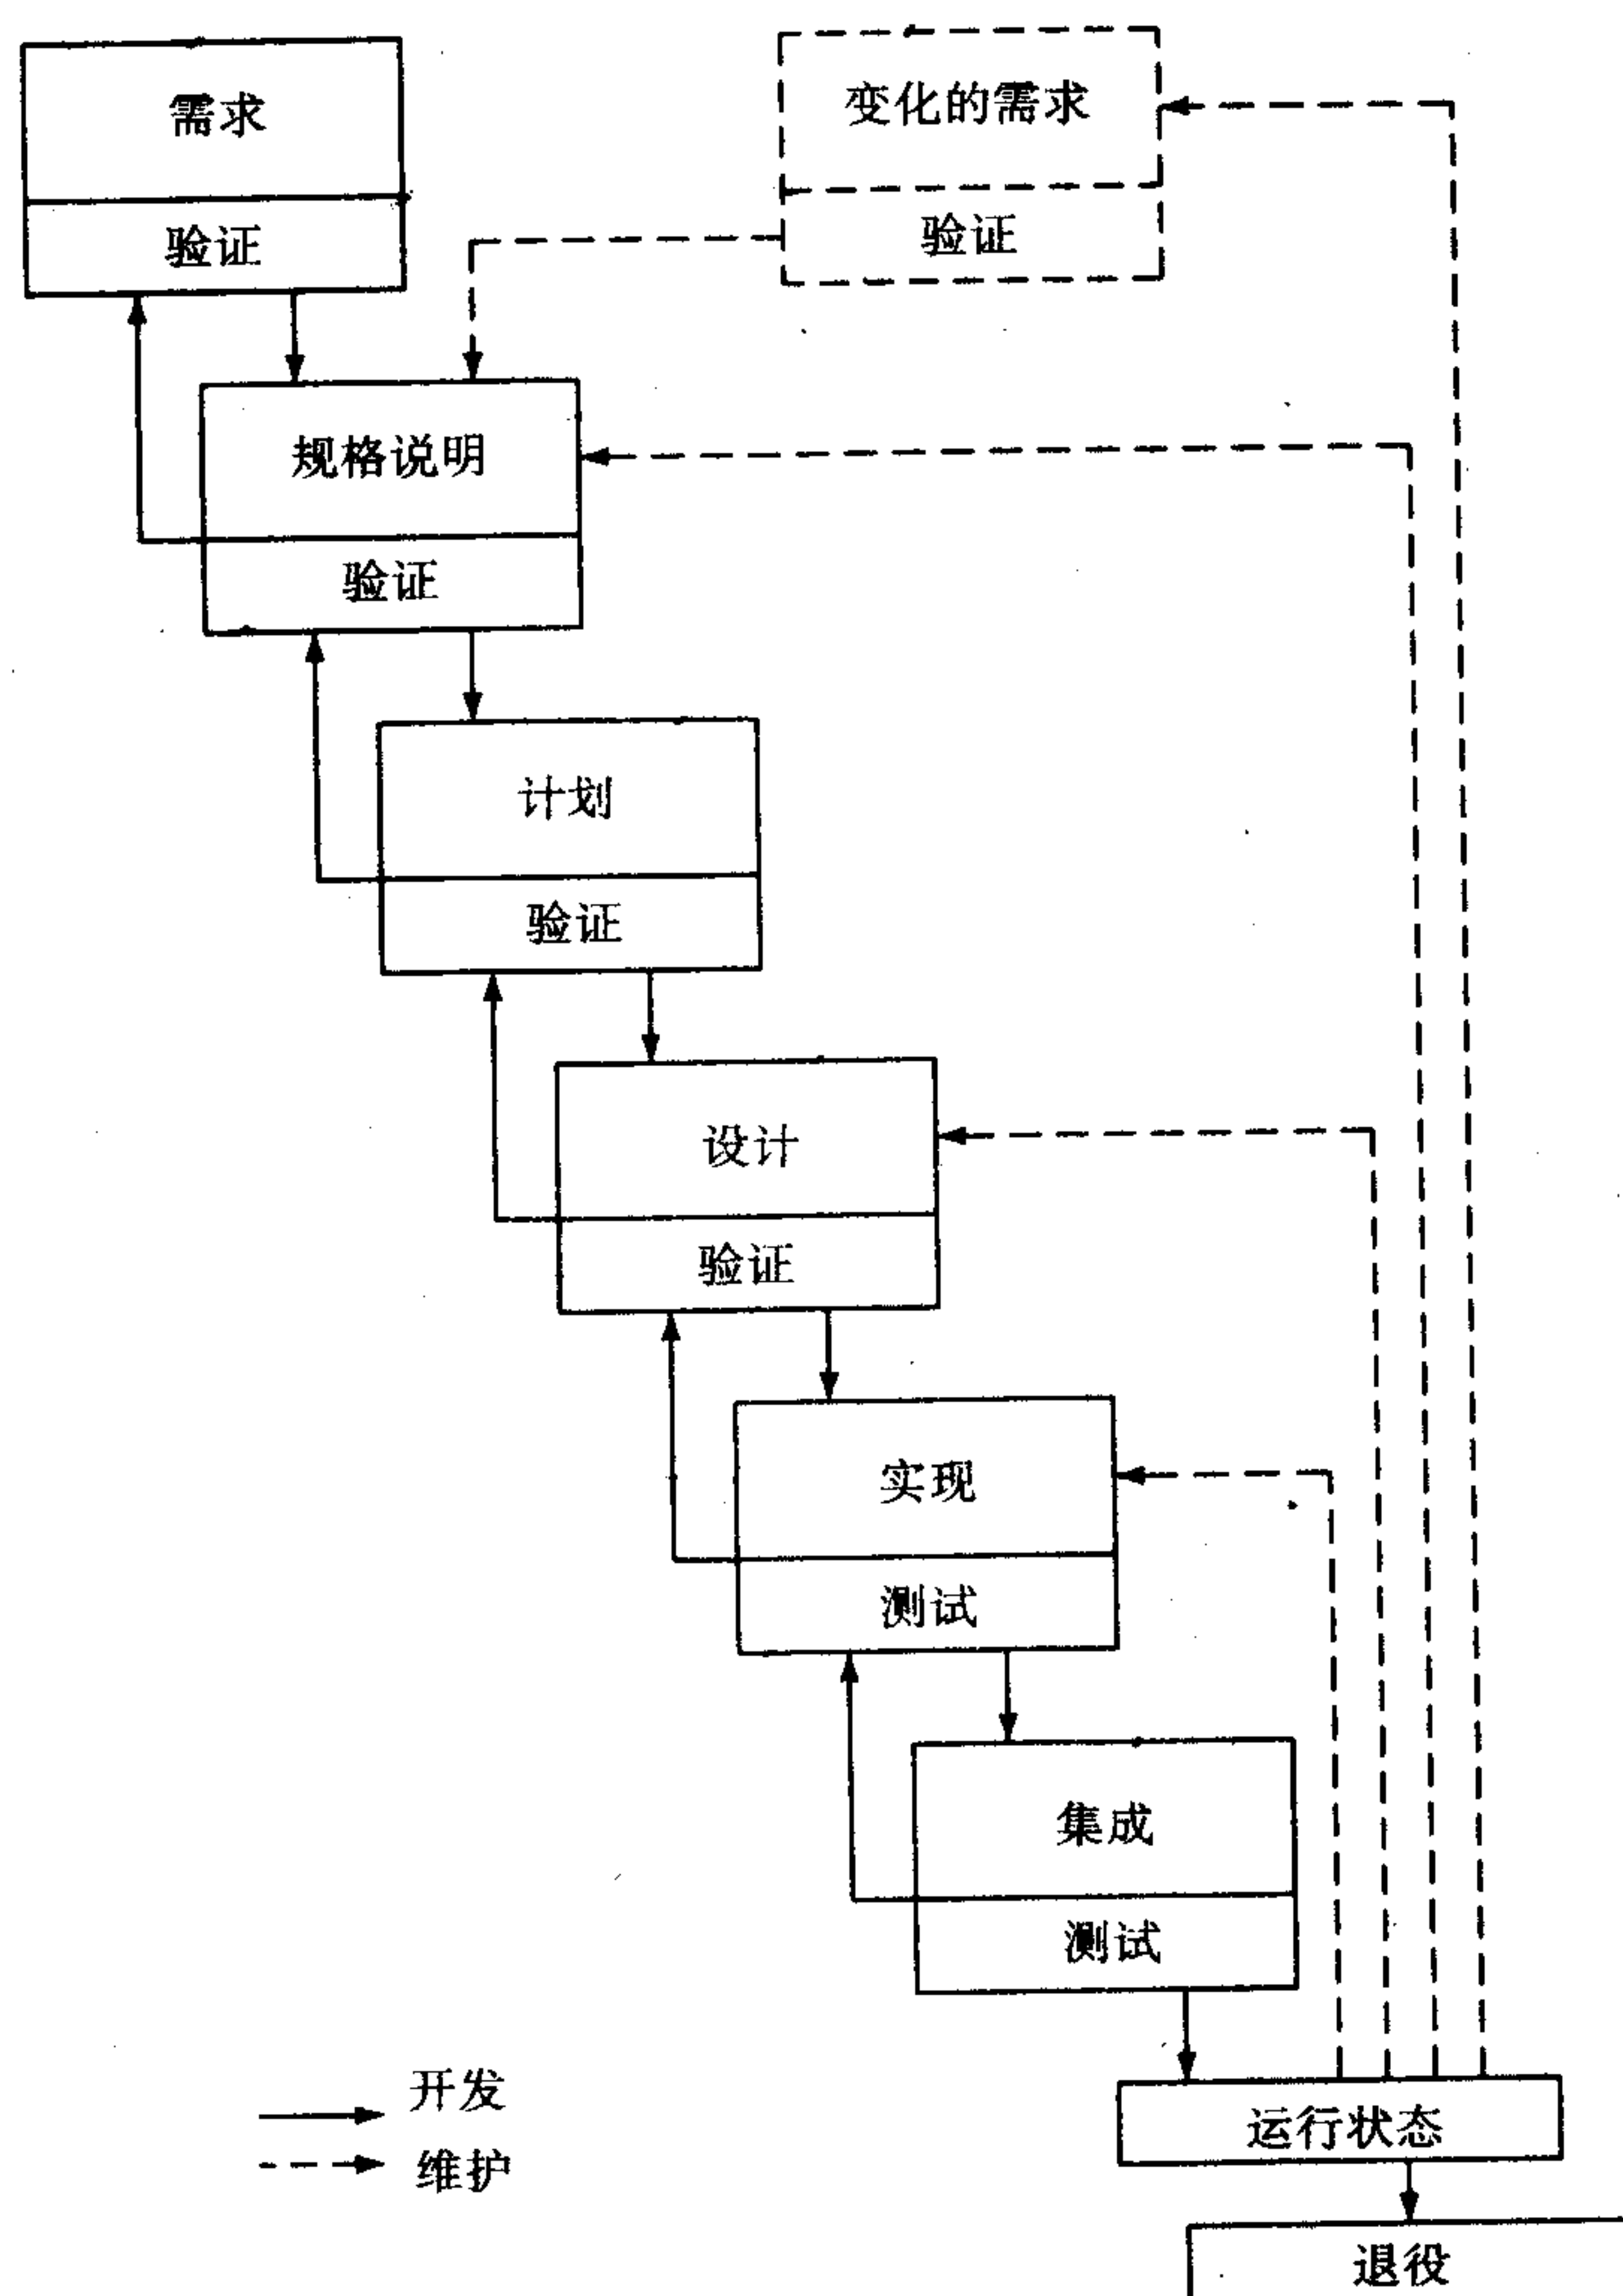 需求
验证
变化的需求
验证
规格说明
验证
计划
验证
设计
验证
实现
测试
集成
测试
开发
维护
运行状态
退役